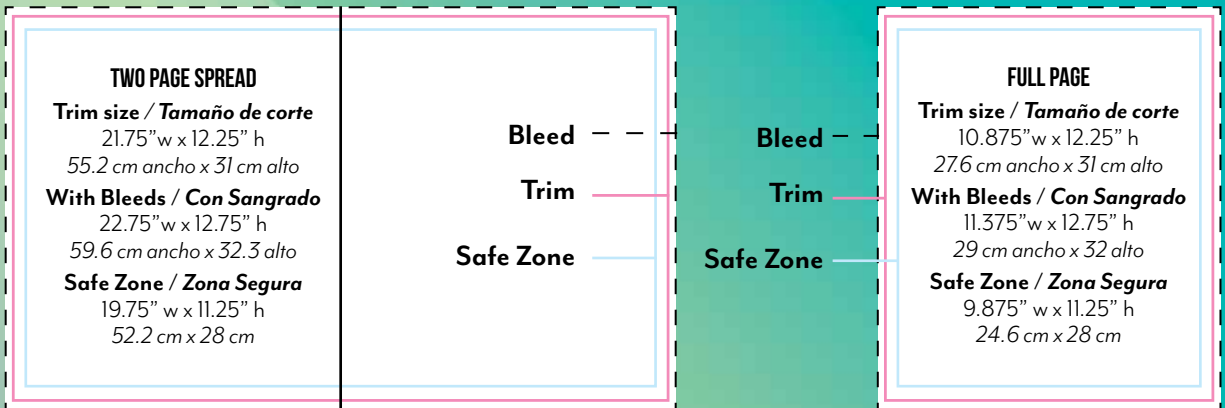 TWO PAGE SPREAD
Trim size / Tamaño de corte
21.75”w x 12.25” h
55.2 cm ancho x 31 cm alto
With Bleeds / Con Sangrado
22.75”w x 12.75” h
59.6 cm ancho x 32.3 alto
Safe Zone / Zona Segura
19.75” w x 11.25” h
52.2 cm x 28 cm
Bleed
Trim
Safe Zone
Bleed
Trim
Safe Zone
FULL PAGE
Trim size / Tamaño de corte
10.875”w x 12.25” h
27.6 cm ancho x 31 cm alto
With Bleeds / Con Sangrado
11.375”w x 12.75” h
29 cm ancho x 32 alto
Safe Zone / Zona Segura
9.875” w x 11.25” h
24.6 cm x 28 cm